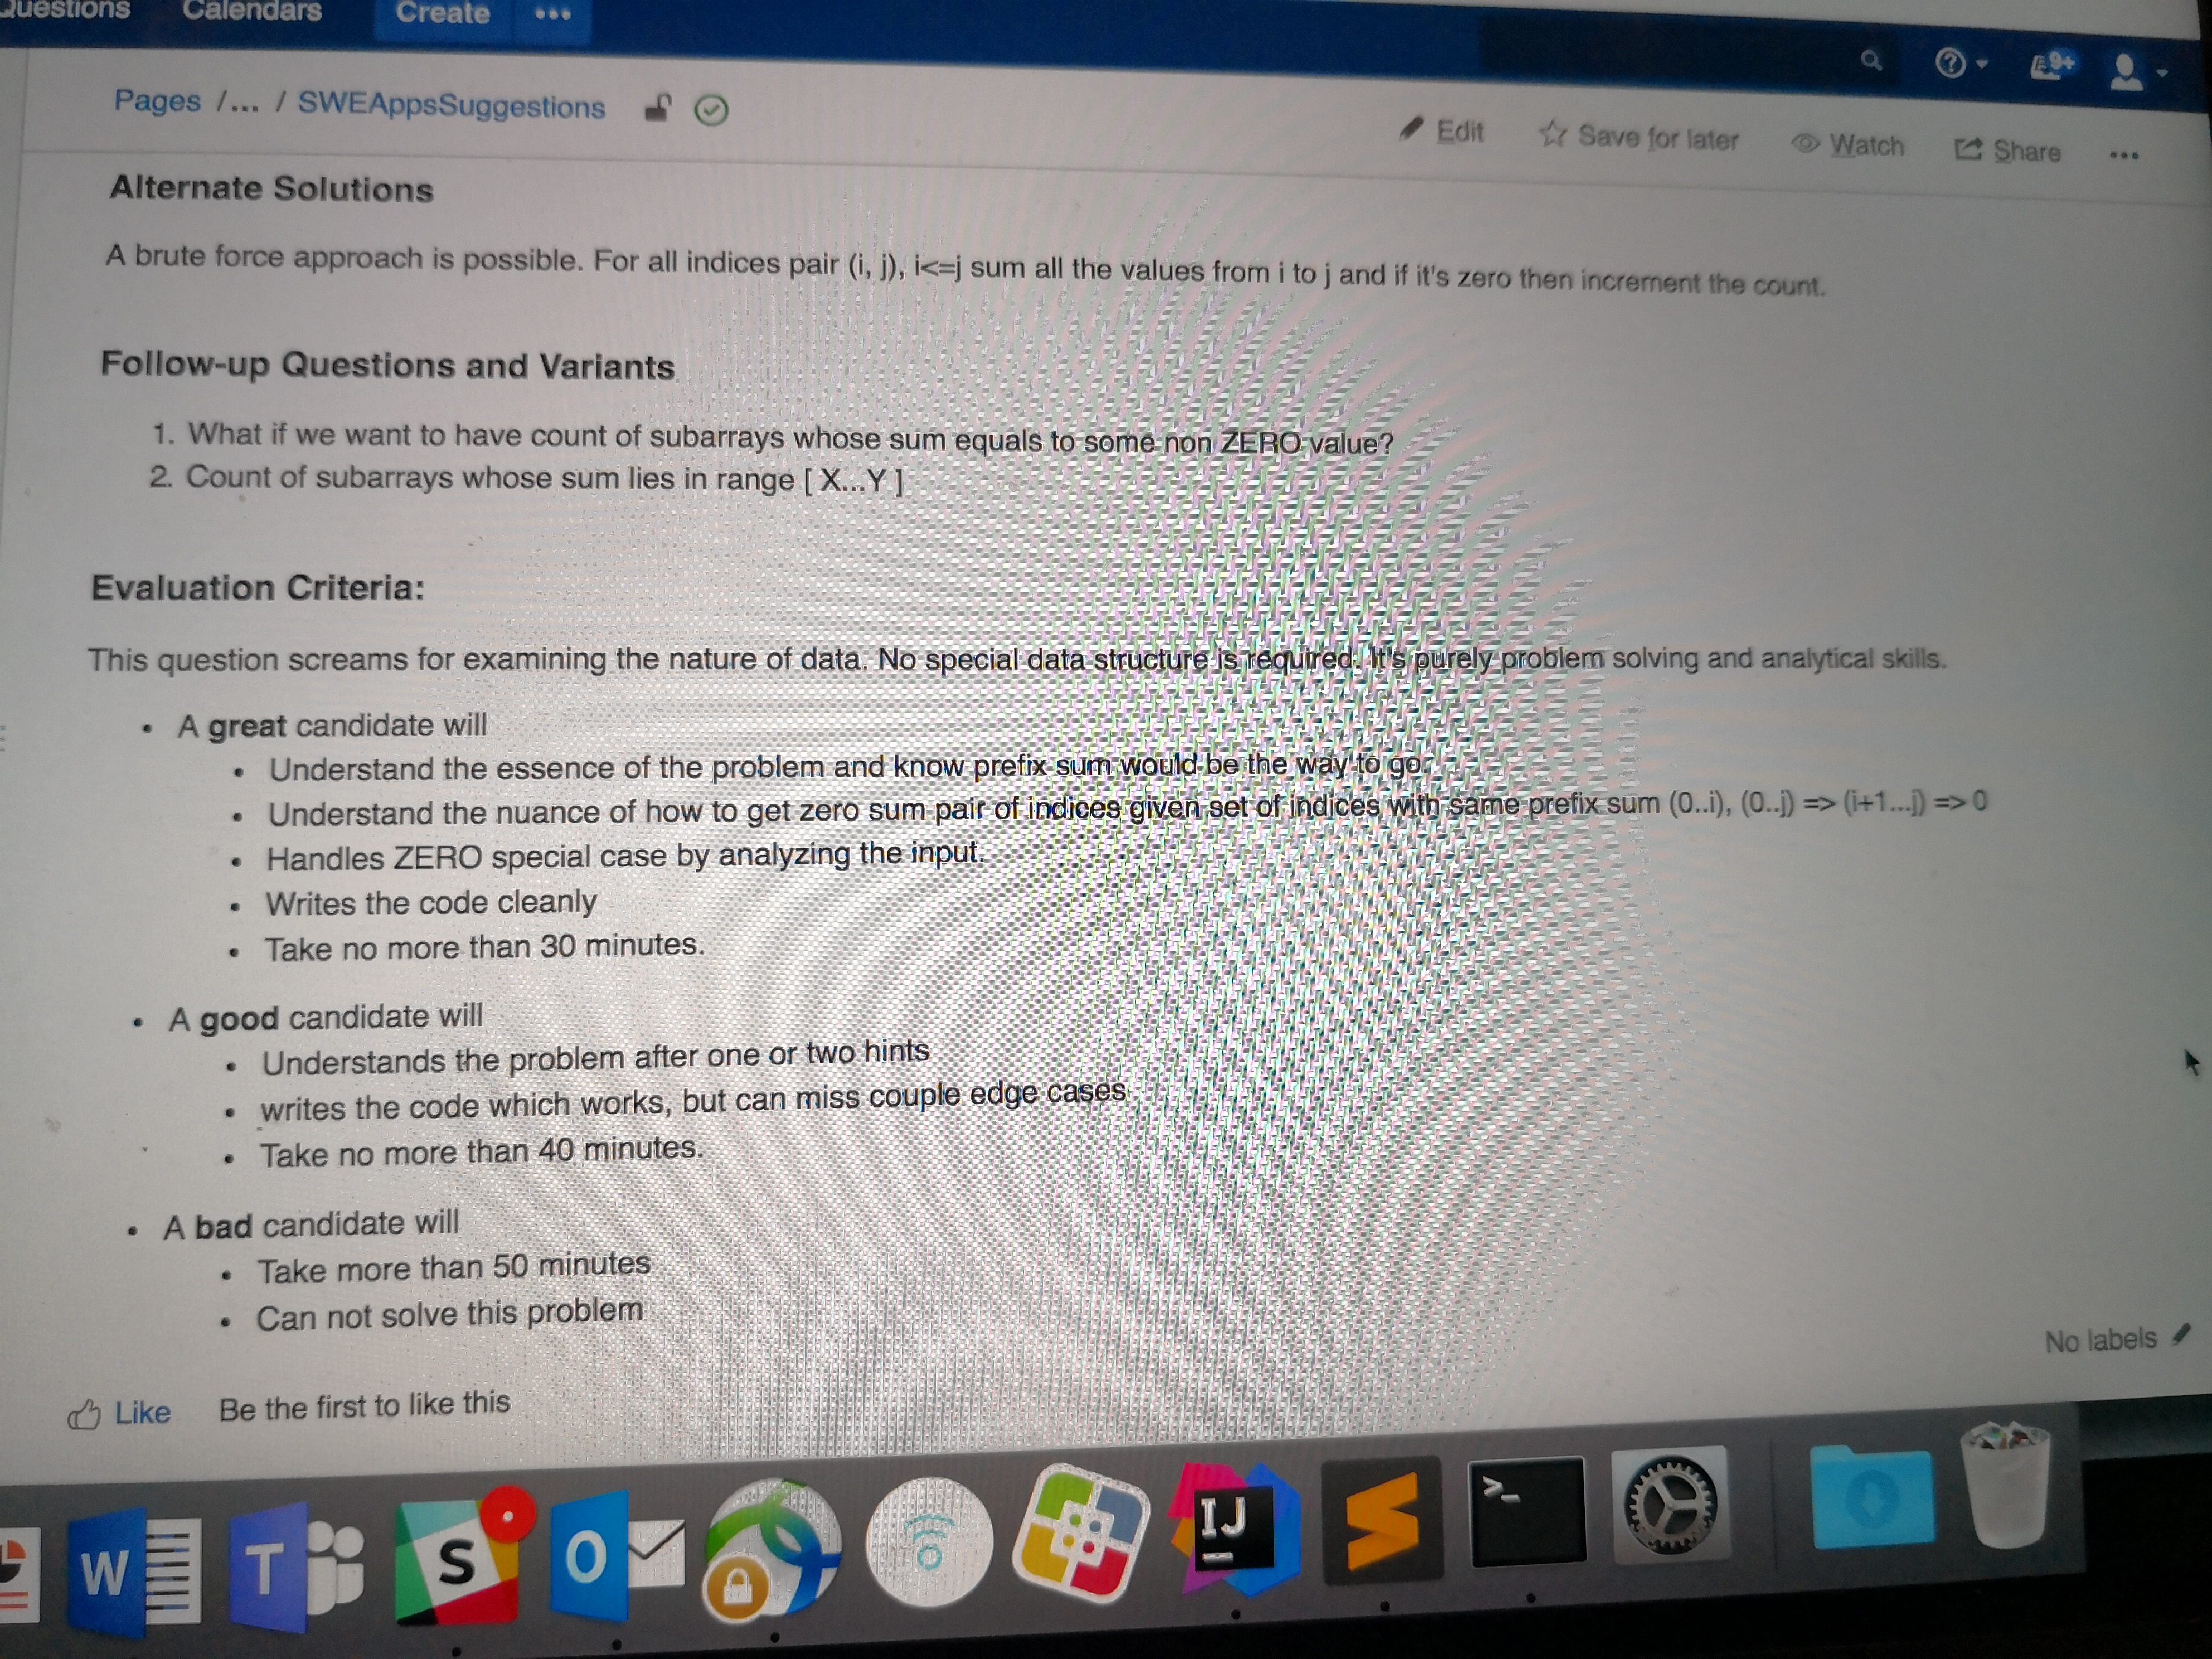 Questions Calendars Create •••
Pages /... / SWEAppsSuggestions
Edit Save for later Watch Share •••
Alternate Solutions
A brute force approach is possible. For all indices pair (i, j), i<=j sum all the values from i to j and if it's zero then increment the count.
Follow-up Questions and Variants
1. What if we want to have count of subarrays whose sum equals to some non ZERO value?
2. Count of subarrays whose sum lies in range [ X...Y ]
Evaluation Criteria:
This question screams for examining the nature of data. No special data structure is required. It's purely problem solving and analytical skills.
• A great candidate will
• Understand the essence of the problem and know prefix sum would be the way to go.
• Understand the nuance of how to get zero sum pair of indices given set of indices with same prefix sum (0..i), (0..j) => (i+1...j) => 0
• Handles ZERO special case by analyzing the input.
• Writes the code cleanly
• Take no more than 30 minutes.
• A good candidate will
• Understands the problem after one or two hints
• writes the code which works, but can miss couple edge cases
• Take no more than 40 minutes.
• A bad candidate will
• Take more than 50 minutes
• Can not solve this problem
No labels
Like Be the first to like this
W T S O IJ >_